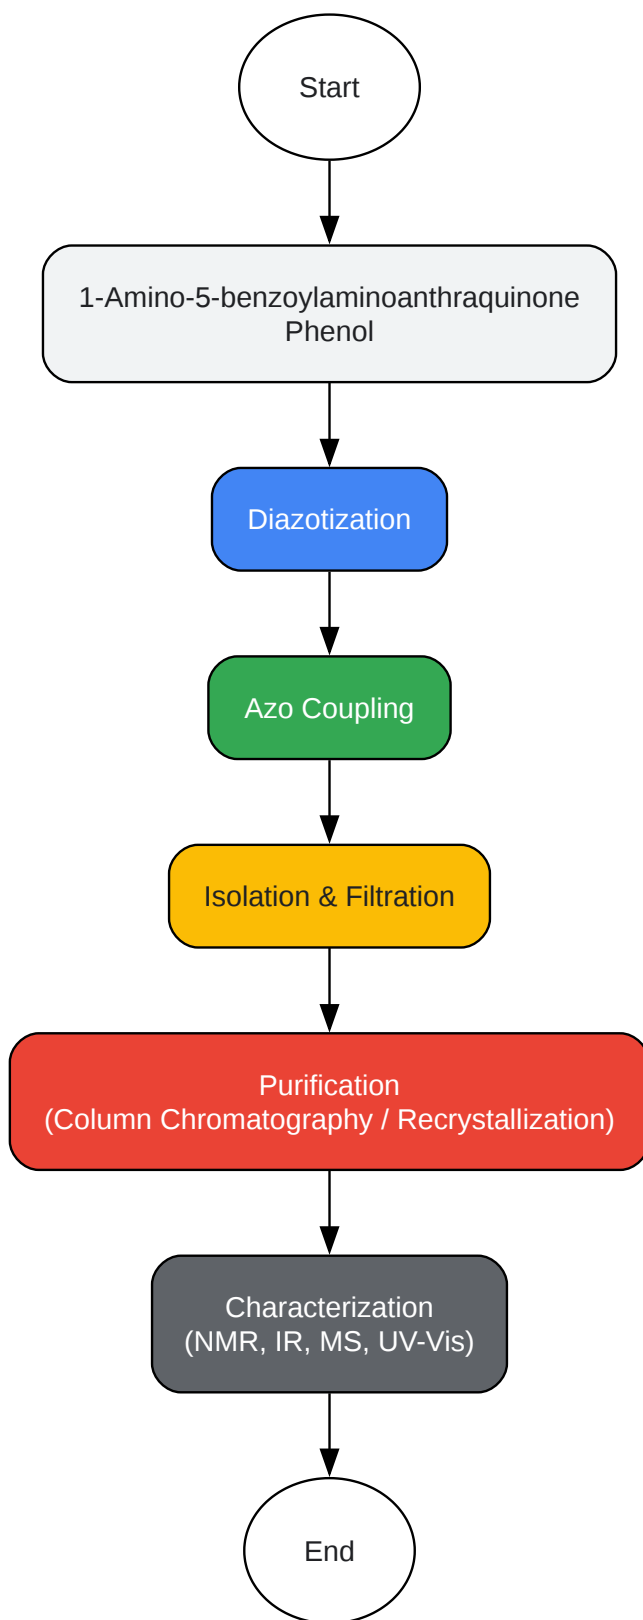 Start
1-Amino-5-benzoylaminoanthraquinone
Phenol
Diazotization
Azo Coupling
Isolation & Filtration
Purification
(Column Chromatography / Recrystallization)
Characterization
(NMR, IR, MS, UV-Vis)
End